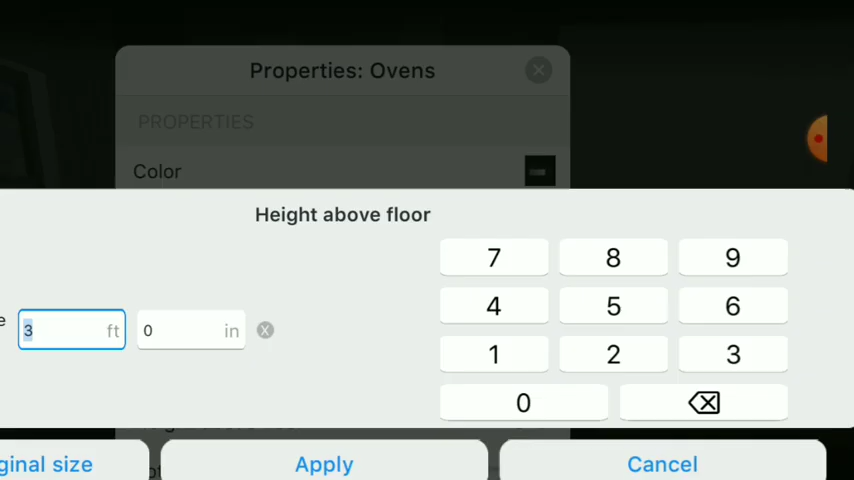 Properties: Ovens
PROPERTIES
Color
Height above floor
7 8 9
4 5 6
3 ft 0 in
1 2 3
0
ginal size Apply Cancel